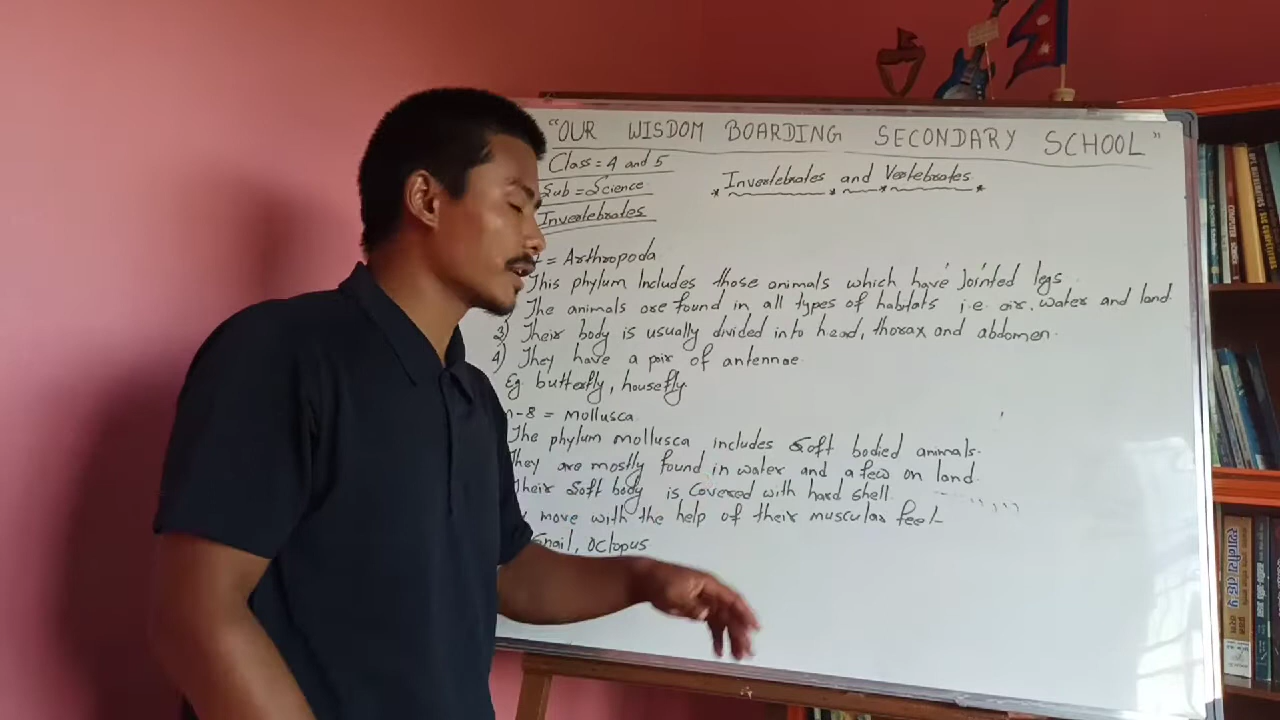 "OUR WISDOM BOARDING SECONDARY SCHOOL"
Class = 4 and 5
Sub = Science
* Invertebrates * and * Vertebrates *
Invertebrates
= Arthropoda
This phylum Includes those animals which have Jointed legs.
The animals are found in all types of habitats i.e. air, water and land.
3) Their body is usually divided into head, thorax and abdomen.
4) They have a pair of antennae
Eg butterfly, housefly
n-8 = Mollusca
The phylum mollusca includes Soft bodied animals.
They are mostly found in water and a few on land.
Their Soft body is Covered with hard shell.
move with the help of their muscular feet
Snail, Octopus
COMPUTER SCIENCE